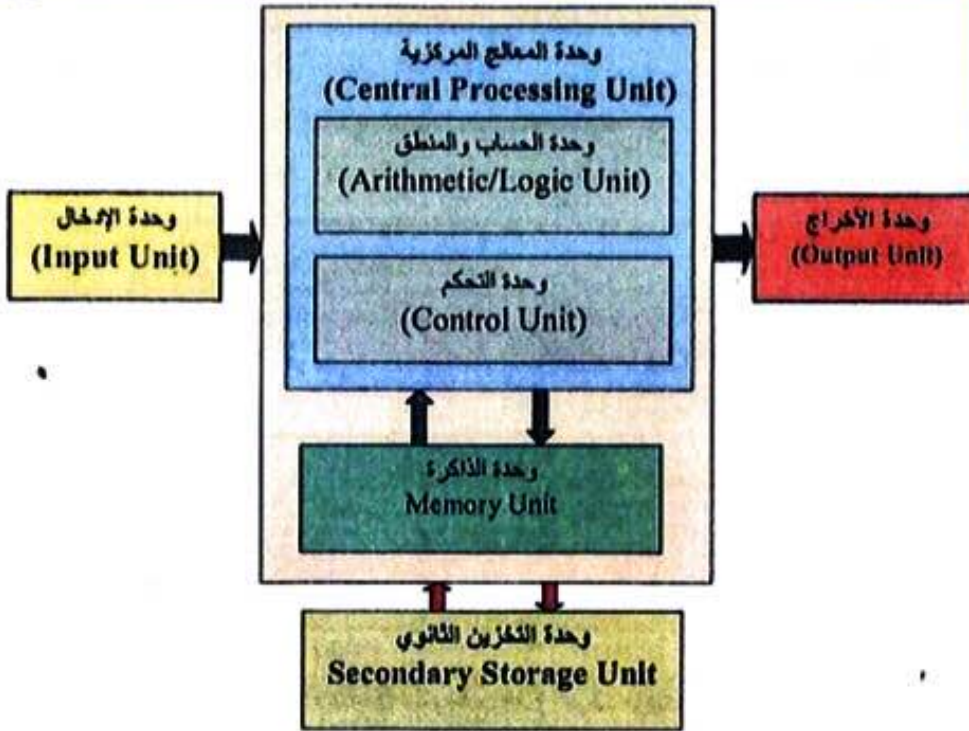 وحدة المعالج المركزية
(Central Processing Unit)
وحدة الحساب والمنطق
(Arithmetic/Logic Unit)
وحدة الإدخال
(Input Unit)
وحدة الأخراج
(Output Unit)
وحدة التحكم
(Control Unit)
وحدة الذاكرة
Memory Unit
وحدة التخزين الثانوي
Secondary Storage Unit